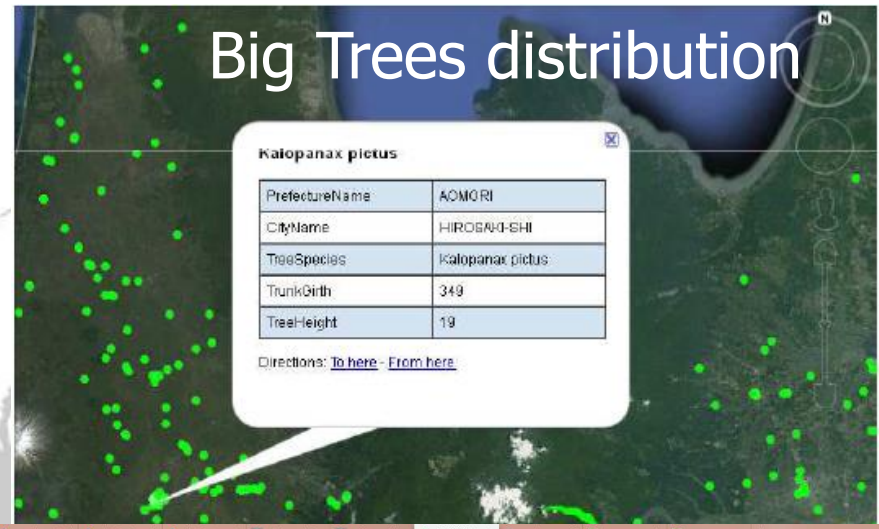 Big Trees distribution
N
Kalopanax pictus
PrefectureName AOMORI
CityName HIROSAKI-SHI
TreeSpecies Kalopanax pictus
TrunkGirth 349
TreeHeight 19
Directions: To here - From here